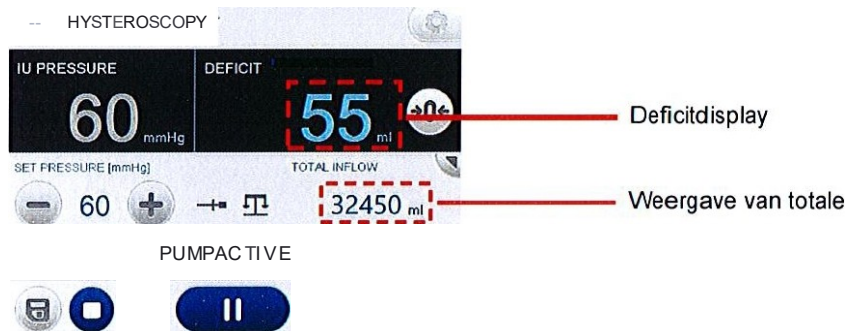 -- HYSTEROSCOPY
IU PRESSURE DEFICIT
60 mmHg 55 ml →0← Deficitdisplay
SET PRESSURE [mmHg] TOTAL INFLOW
60 32450 ml Weergave van totale
PUMPACTIVE